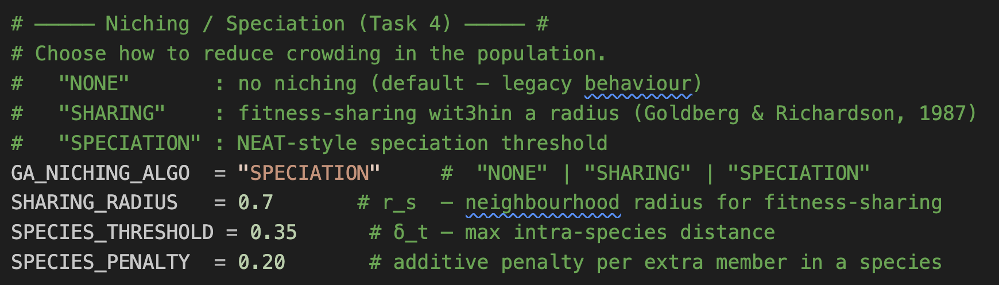 # ───── Niching / Speciation (Task 4) ───── #
# Choose how to reduce crowding in the population.
#   "NONE"       : no niching (default – legacy behaviour)
#   "SHARING"    : fitness-sharing wit3hin a radius (Goldberg & Richardson, 1987)
#   "SPECIATION" : NEAT-style speciation threshold
GA_NICHING_ALGO  = "SPECIATION"     #  "NONE" | "SHARING" | "SPECIATION"
SHARING_RADIUS   = 0.7       # r_s  – neighbourhood radius for fitness-sharing
SPECIES_THRESHOLD = 0.35      # δ_t – max intra-species distance
SPECIES_PENALTY  = 0.20       # additive penalty per extra member in a species